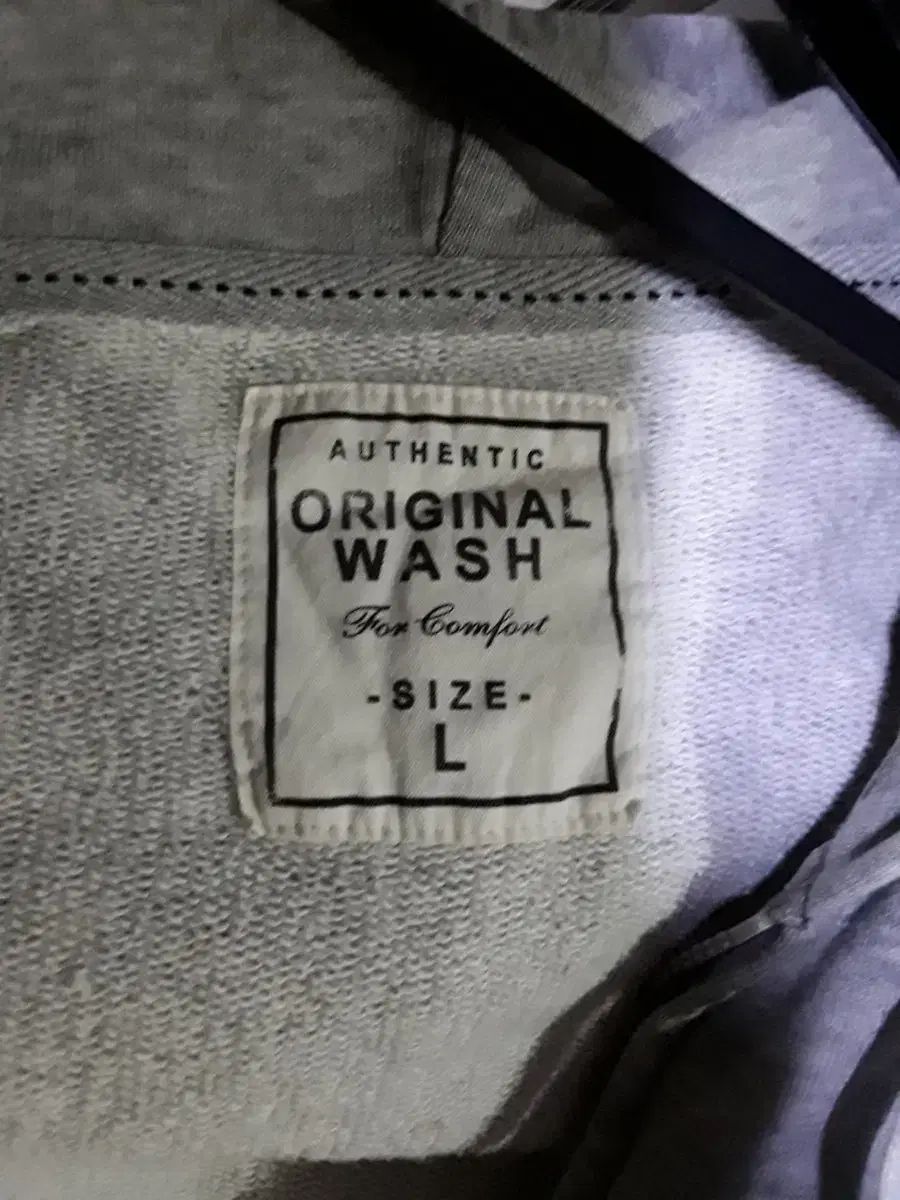 AUTHENTIC
ORIGINAL
WASH
For Comfort
-SIZE-
L